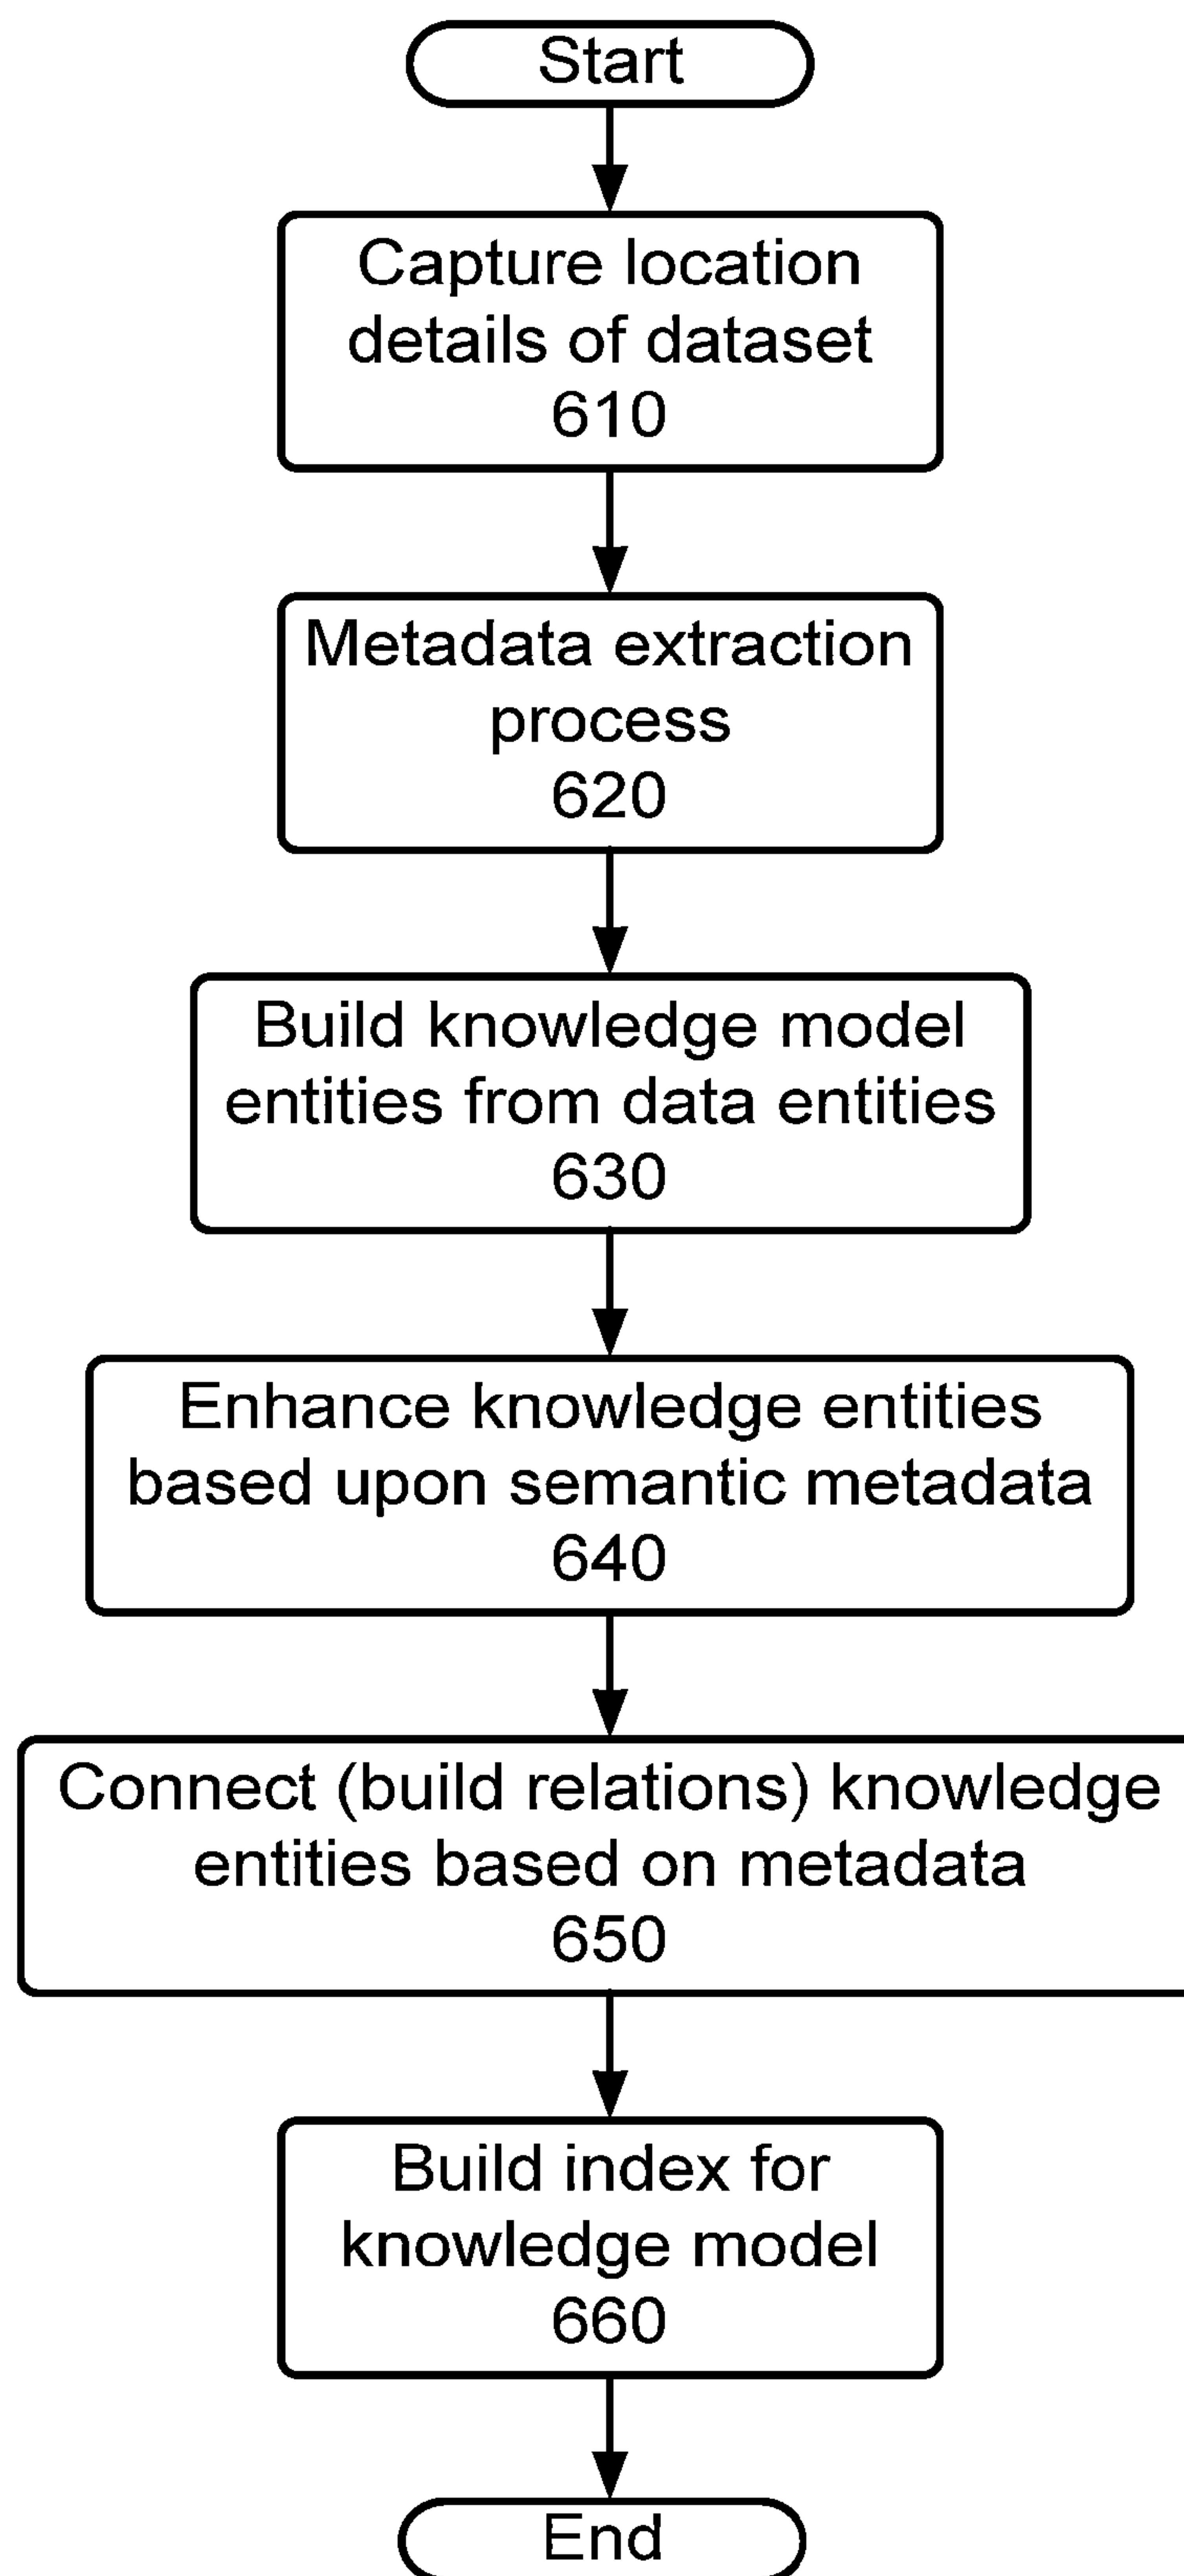 Start
Capture location
details of dataset
610
Metadata extraction
process
620
Build knowledge model
entities from data entities
630
Enhance knowledge entities
based upon semantic metadata
640
Connect (build relations) knowledge
entities based on metadata
650
Build index for
knowledge model
660
End